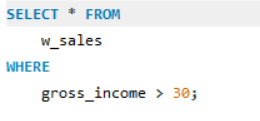 SELECT * FROM
w_sales
WHERE
gross_income > 30;